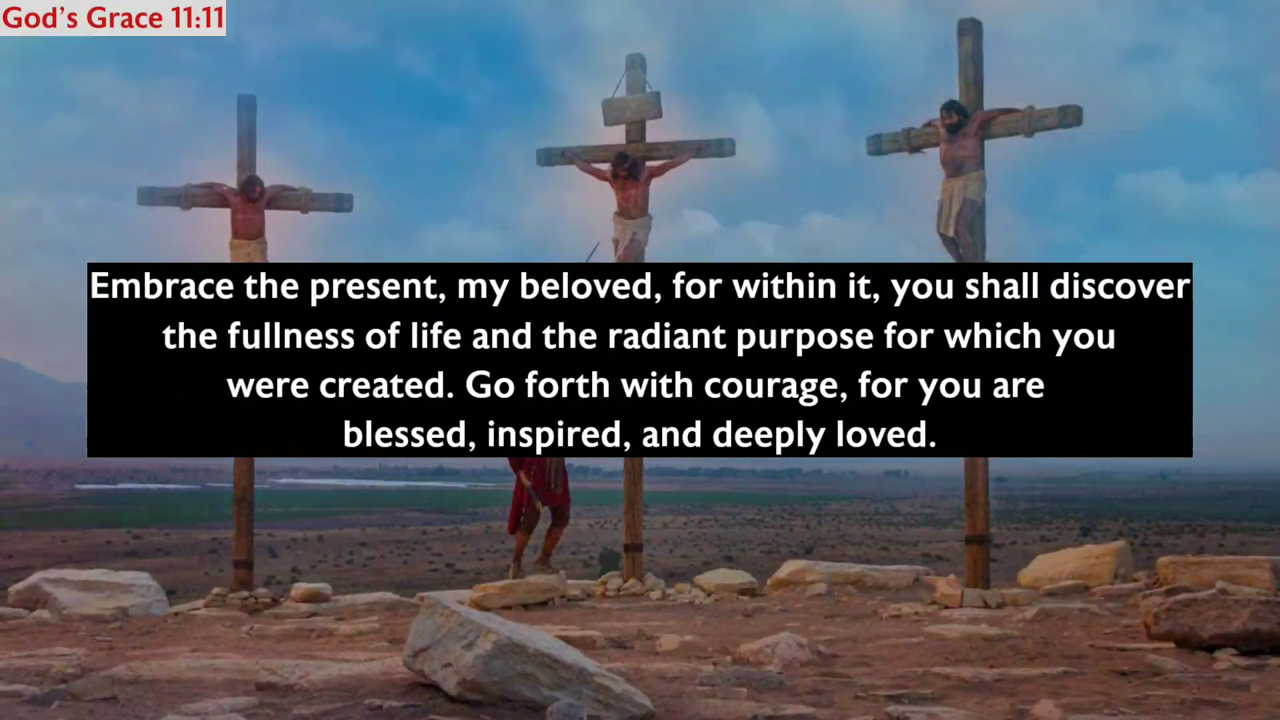 God's Grace 11:11
Embrace the present, my beloved, for within it, you shall discover
the fullness of life and the radiant purpose for which you
were created. Go forth with courage, for you are
blessed, inspired, and deeply loved.